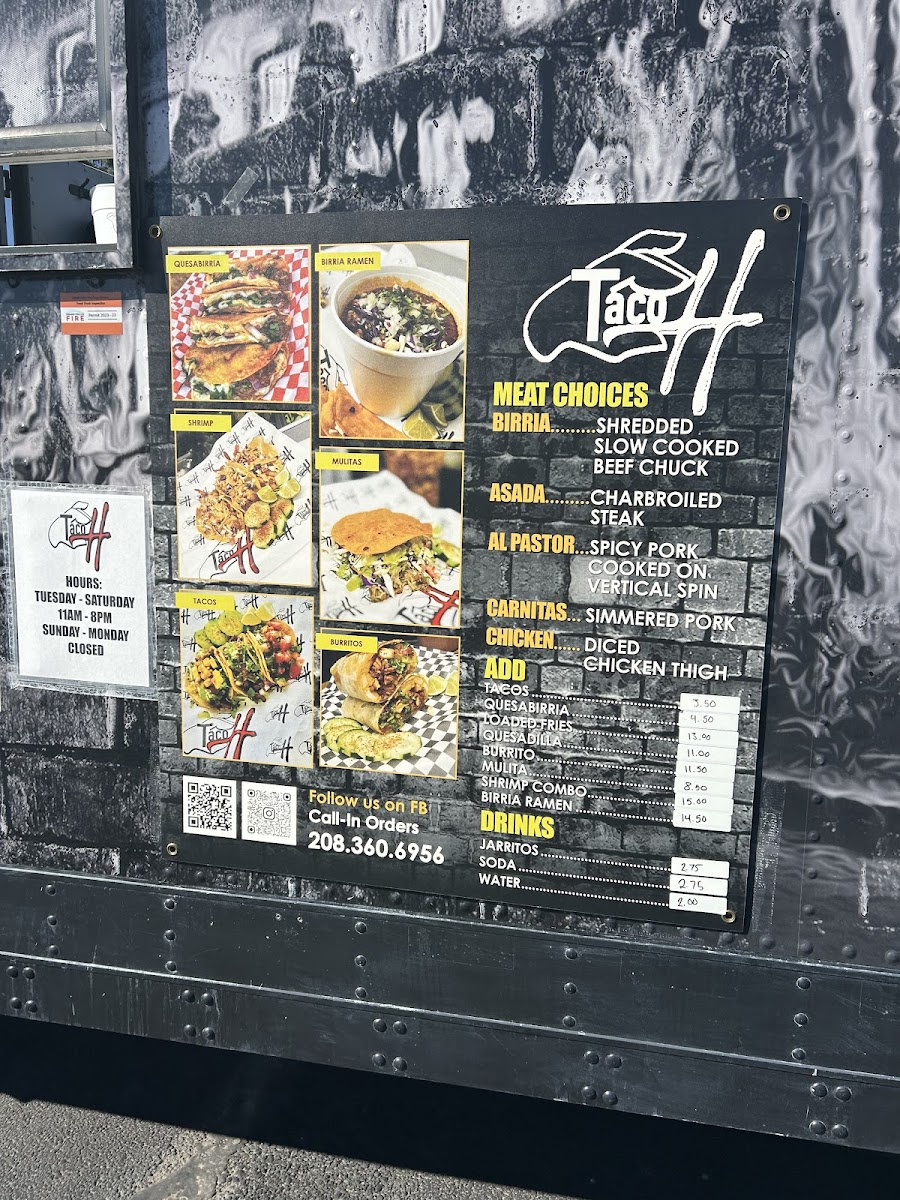 QUESABIRRIA
BIRRIA RAMEN
SHRIMP
MULITAS
TACOS
BURRITOS
Taco H
MEAT CHOICES
BIRRIA.........SHREDDED
SLOW COOKED
BEEF CHUCK
ASADA........CHARBROILED
STEAK
AL PASTOR...SPICY PORK
COOKED ON
VERTICAL SPIN
CARNITAS... SIMMERED PORK
CHICKEN...... DICED
CHICKEN THIGH
ADD
TACOS 3.50
QUESABIRRIA 4.50
LOADED FRIES 13.00
QUESADILLA 11.00
BURRITO 11.50
MULITA 8.50
SHRIMP COMBO 15.00
BIRRIA RAMEN 14.50
DRINKS
JARRITOS 2.75
SODA 2.75
WATER 2.00
Follow us on FB
Call-In Orders
208.360.6956
Taco H
HOURS:
TUESDAY - SATURDAY
11AM - 8PM
SUNDAY - MONDAY
CLOSED
FIRE
Taco H
Taco H